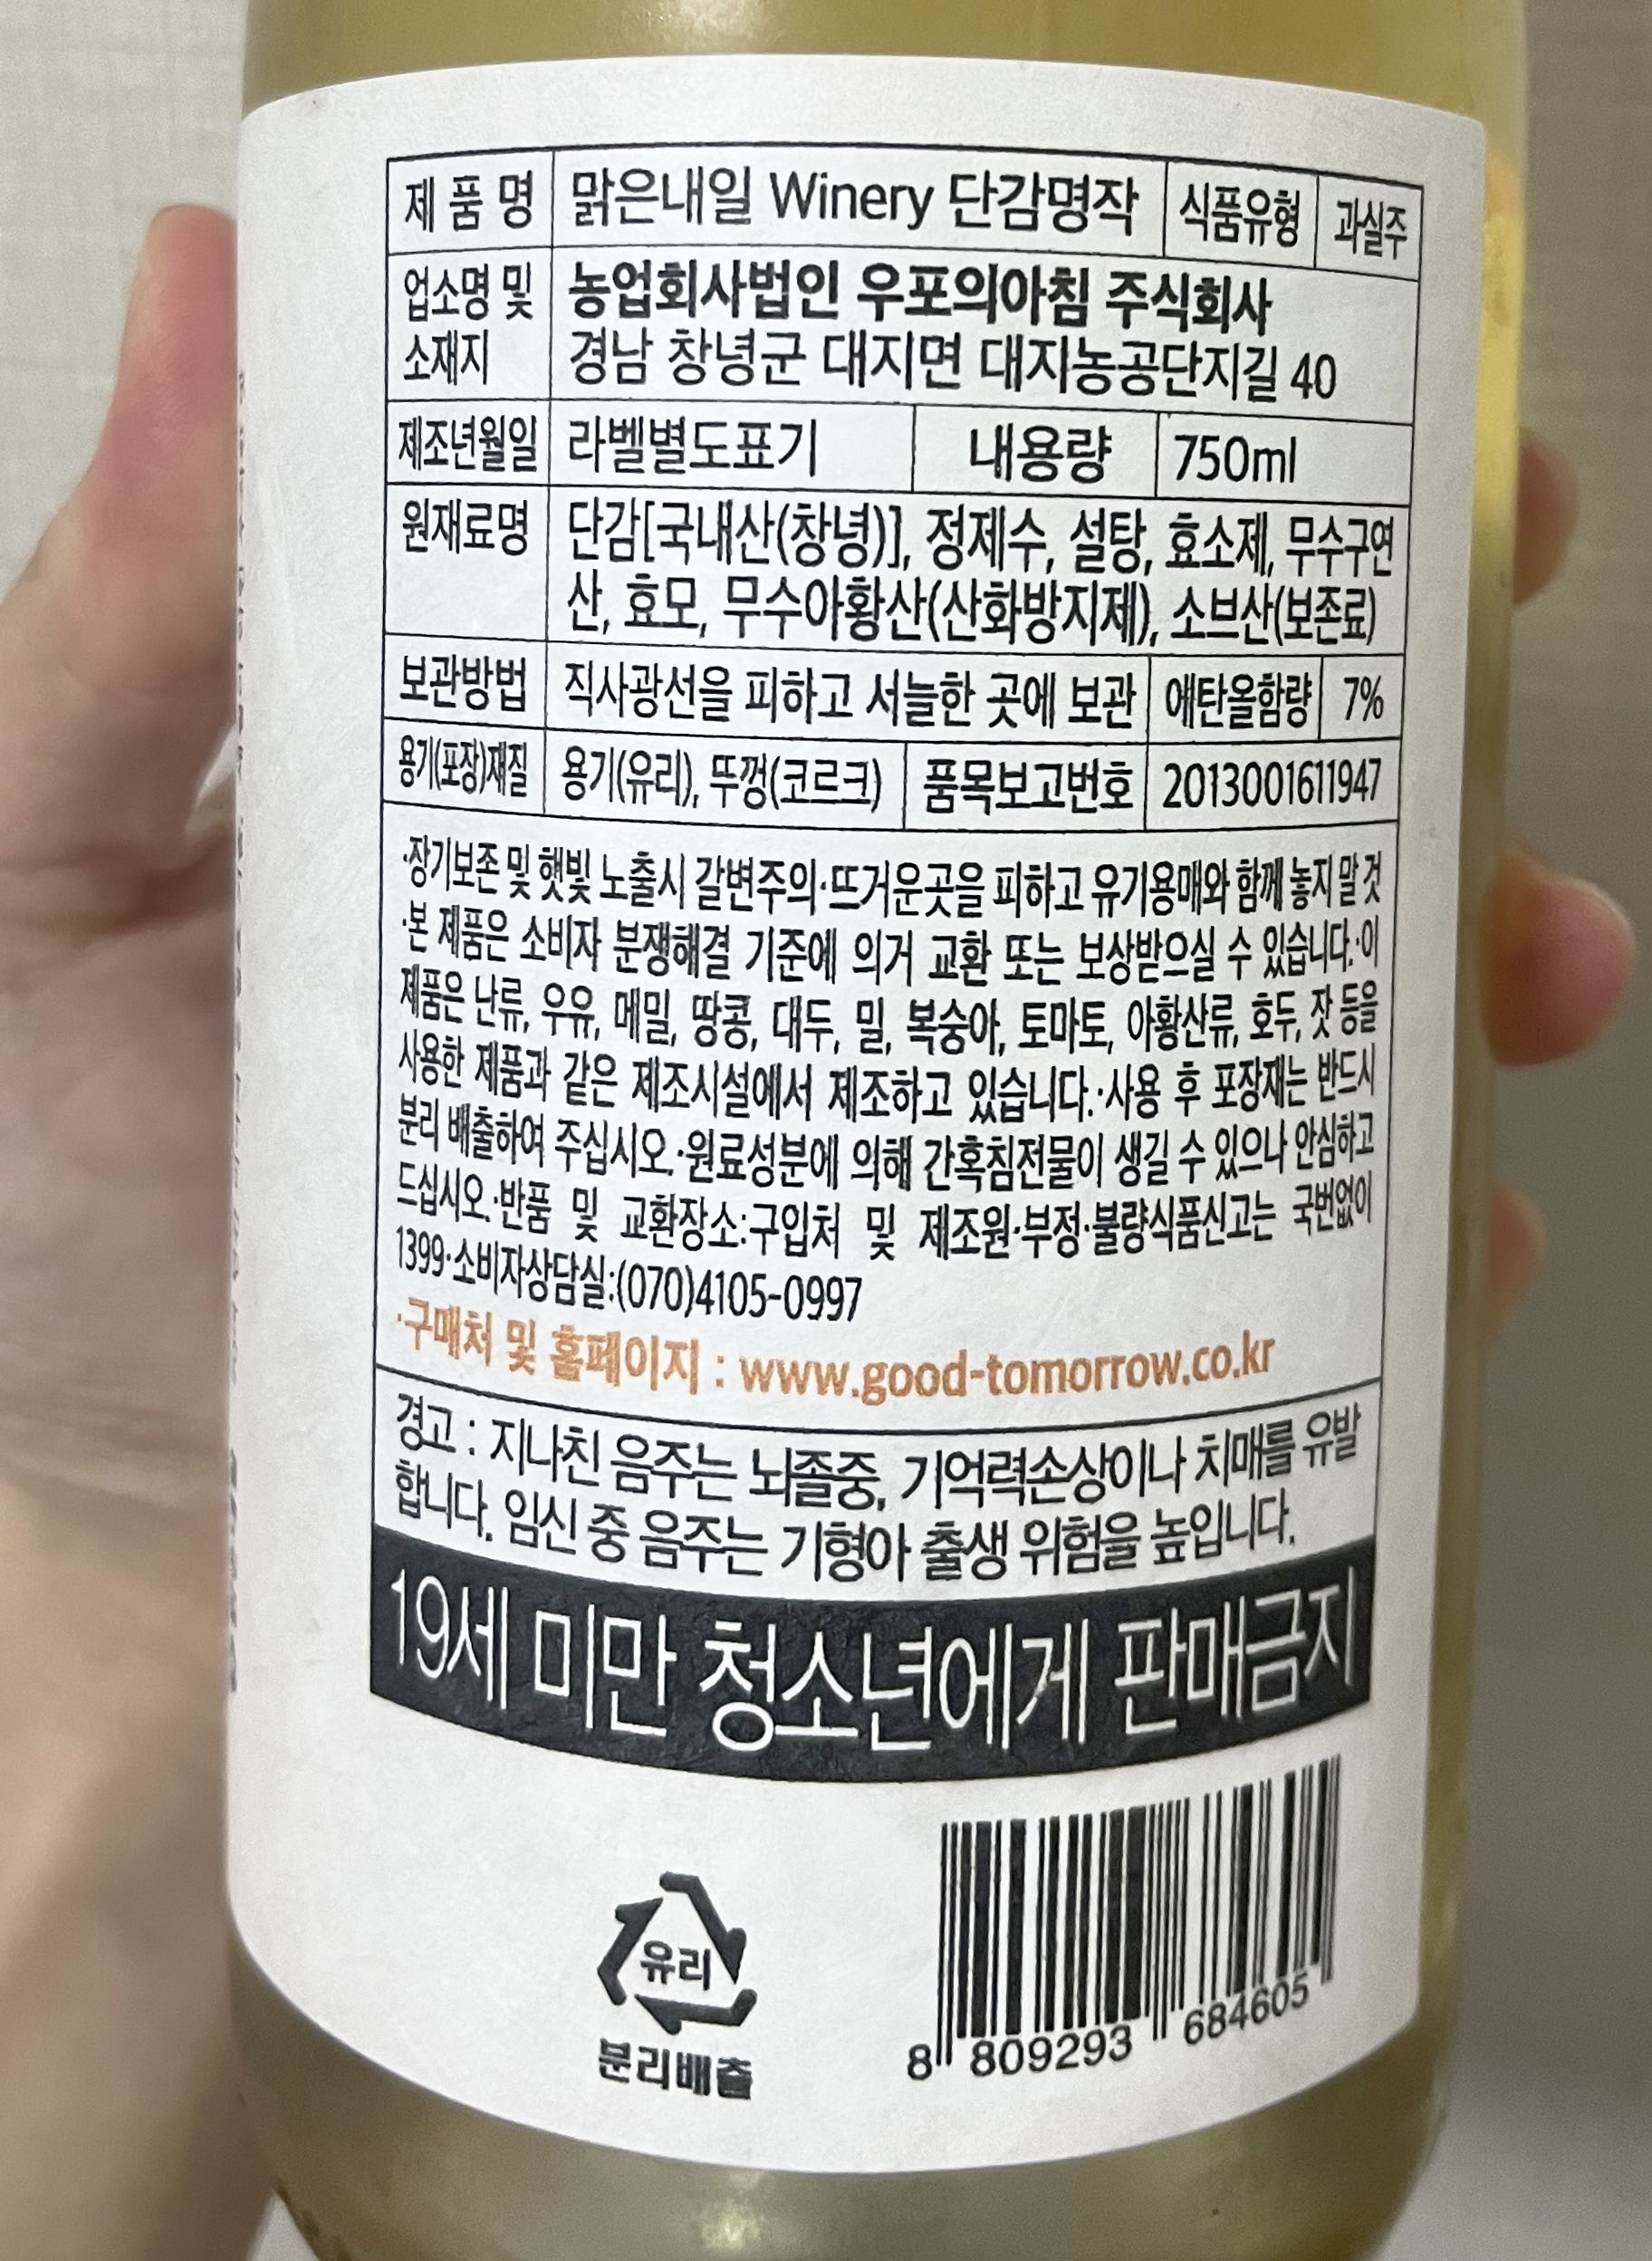 제 품 명 맑은내일 Winery 단감명작 식품유형 과실주
업소명 및 소재지
농업회사법인 우포의아침 주식회사
경남 창녕군 대지면 대지농공단지길 40
제조년월일 라벨별도표기 내용량 750ml
원재료명 단감[국내산(창녕)], 정제수, 설탕, 효소제, 무수구연
산, 효모, 무수아황산(산화방지제), 소브산(보존료)
보관방법 직사광선을 피하고 서늘한 곳에 보관 에탄올함량 7%
용기(포장)재질 용기(유리), 뚜껑(코르크) 품목보고번호 2013001611947
·장기보존 및 햇빛 노출시 갈변주의·뜨거운곳을 피하고 유기용매와 함께 놓지 말 것
·본 제품은 소비자 분쟁해결 기준에 의거 교환 또는 보상받으실 수 있습니다.·이
제품은 난류, 우유, 메밀, 땅콩, 대두, 밀, 복숭아, 토마토, 아황산류, 호두, 잣 등을
사용한 제품과 같은 제조시설에서 제조하고 있습니다.·사용 후 포장재는 반드시
분리 배출하여 주십시오.·원료성분에 의해 간혹침전물이 생길 수 있으나 안심하고
드십시오.·반품 및 교환장소:구입처 및 제조원·부정·불량식품신고는 국번없이
1399·소비자상담실:(070)4105-0997
·구매처 및 홈페이지 : www.good-tomorrow.co.kr
경고 : 지나친 음주는 뇌졸중, 기억력손상이나 치매를 유발
합니다. 임신 중 음주는 기형아 출생 위험을 높입니다.
19세 미만 청소년에게 판매금지
유리
분리배출
8 809293 684605